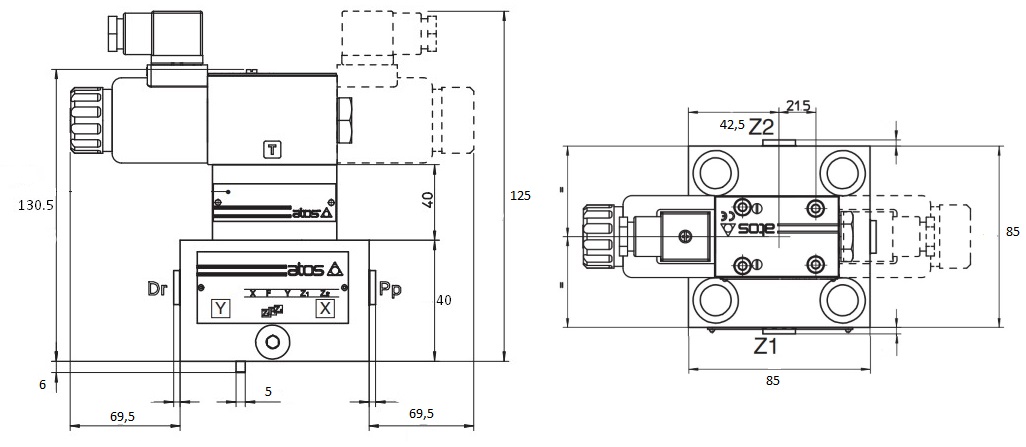 T
130.5
40
125
atos
atos
Dr
Pp
X F Y Z1 Z2
Y
X
40
6
5
69,5
69,5
215
42,5
Z2
=
atos
CE
85
=
Z1
85